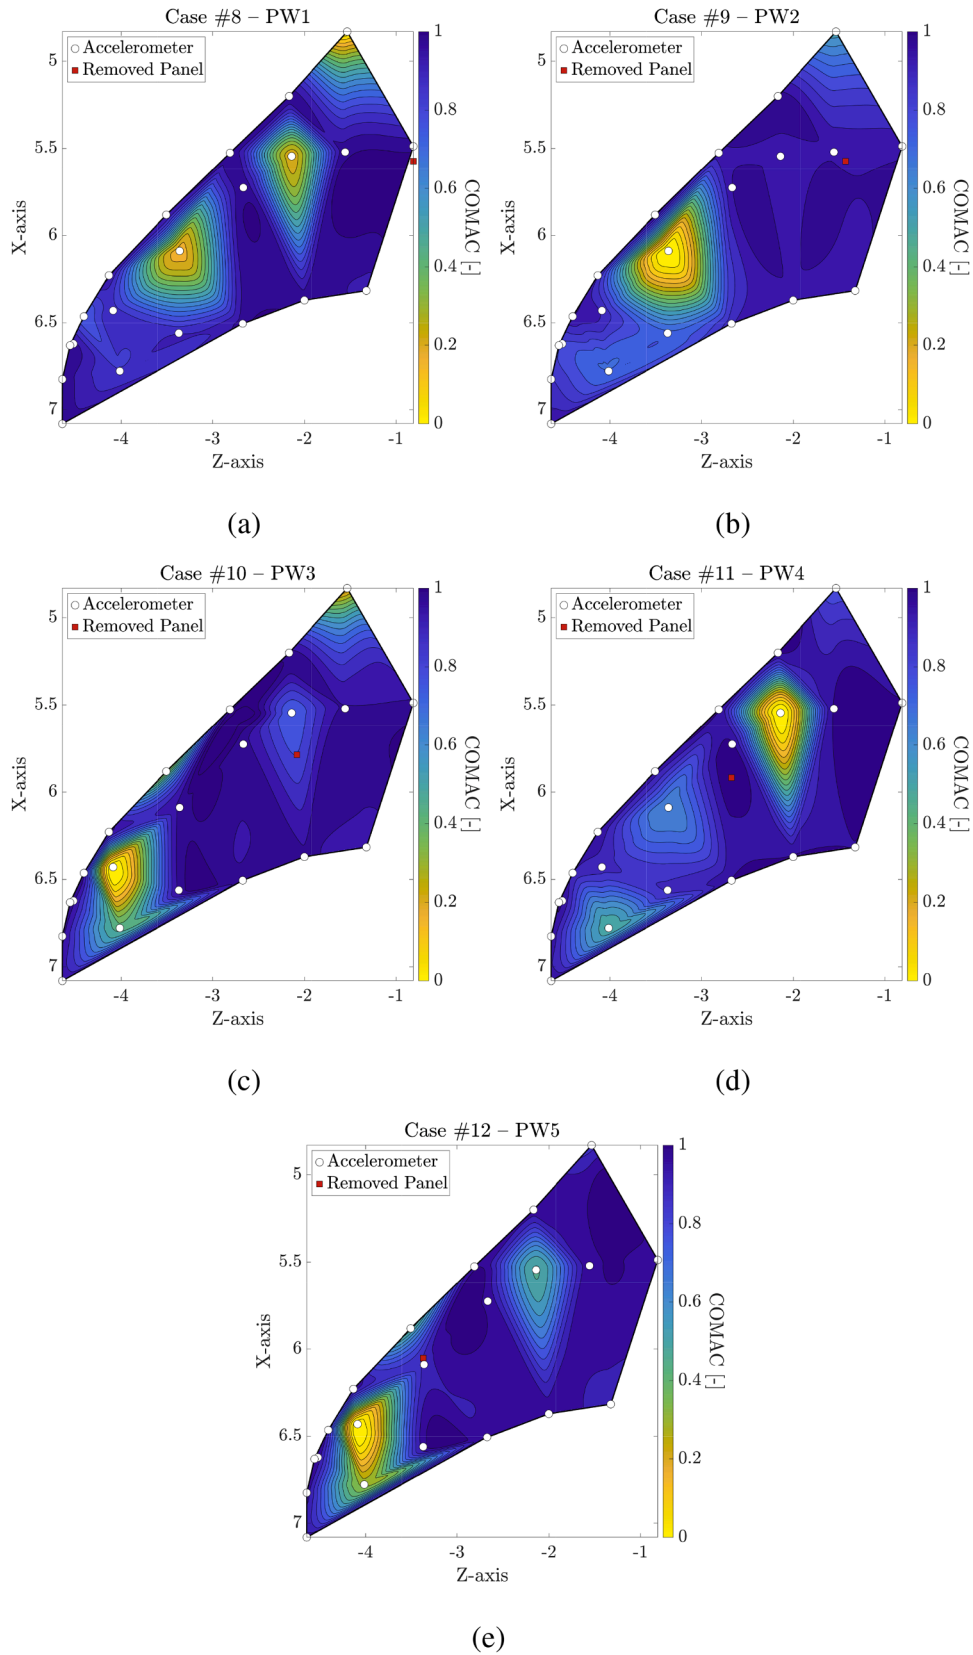 Case #8 – PW1
Accelerometer
Removed Panel
5
5.5
6
6.5
7
X-axis
-4
-3
-2
-1
Z-axis
1
0.8
0.6
0.4
0.2
0
COMAC [-]
(a)
Case #9 – PW2
Accelerometer
Removed Panel
5
5.5
6
6.5
7
X-axis
-4
-3
-2
-1
Z-axis
1
0.8
0.6
0.4
0.2
0
COMAC [-]
(b)
Case #10 – PW3
Accelerometer
Removed Panel
5
5.5
6
6.5
7
X-axis
-4
-3
-2
-1
Z-axis
1
0.8
0.6
0.4
0.2
0
COMAC [-]
(c)
Case #11 – PW4
Accelerometer
Removed Panel
5
5.5
6
6.5
7
X-axis
-4
-3
-2
-1
Z-axis
1
0.8
0.6
0.4
0.2
0
COMAC [-]
(d)
Case #12 – PW5
Accelerometer
Removed Panel
5
5.5
6
6.5
7
X-axis
-4
-3
-2
-1
Z-axis
1
0.8
0.6
0.4
0.2
0
COMAC [-]
(e)